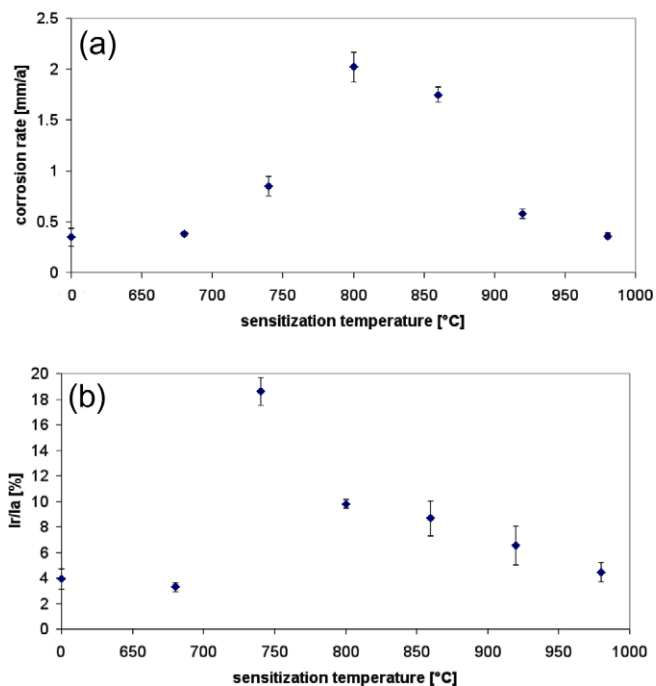 (a)
corrosion rate [mm/a]
2.5
2
1.5
1
0.5
0
0 650 700 750 800 850 900 950 1000
sensitization temperature [°C]
(b)
Ir/Ia [%]
20
18
16
14
12
10
8
6
4
2
0
0 650 700 750 800 850 900 950 1000
sensitization temperature [°C]